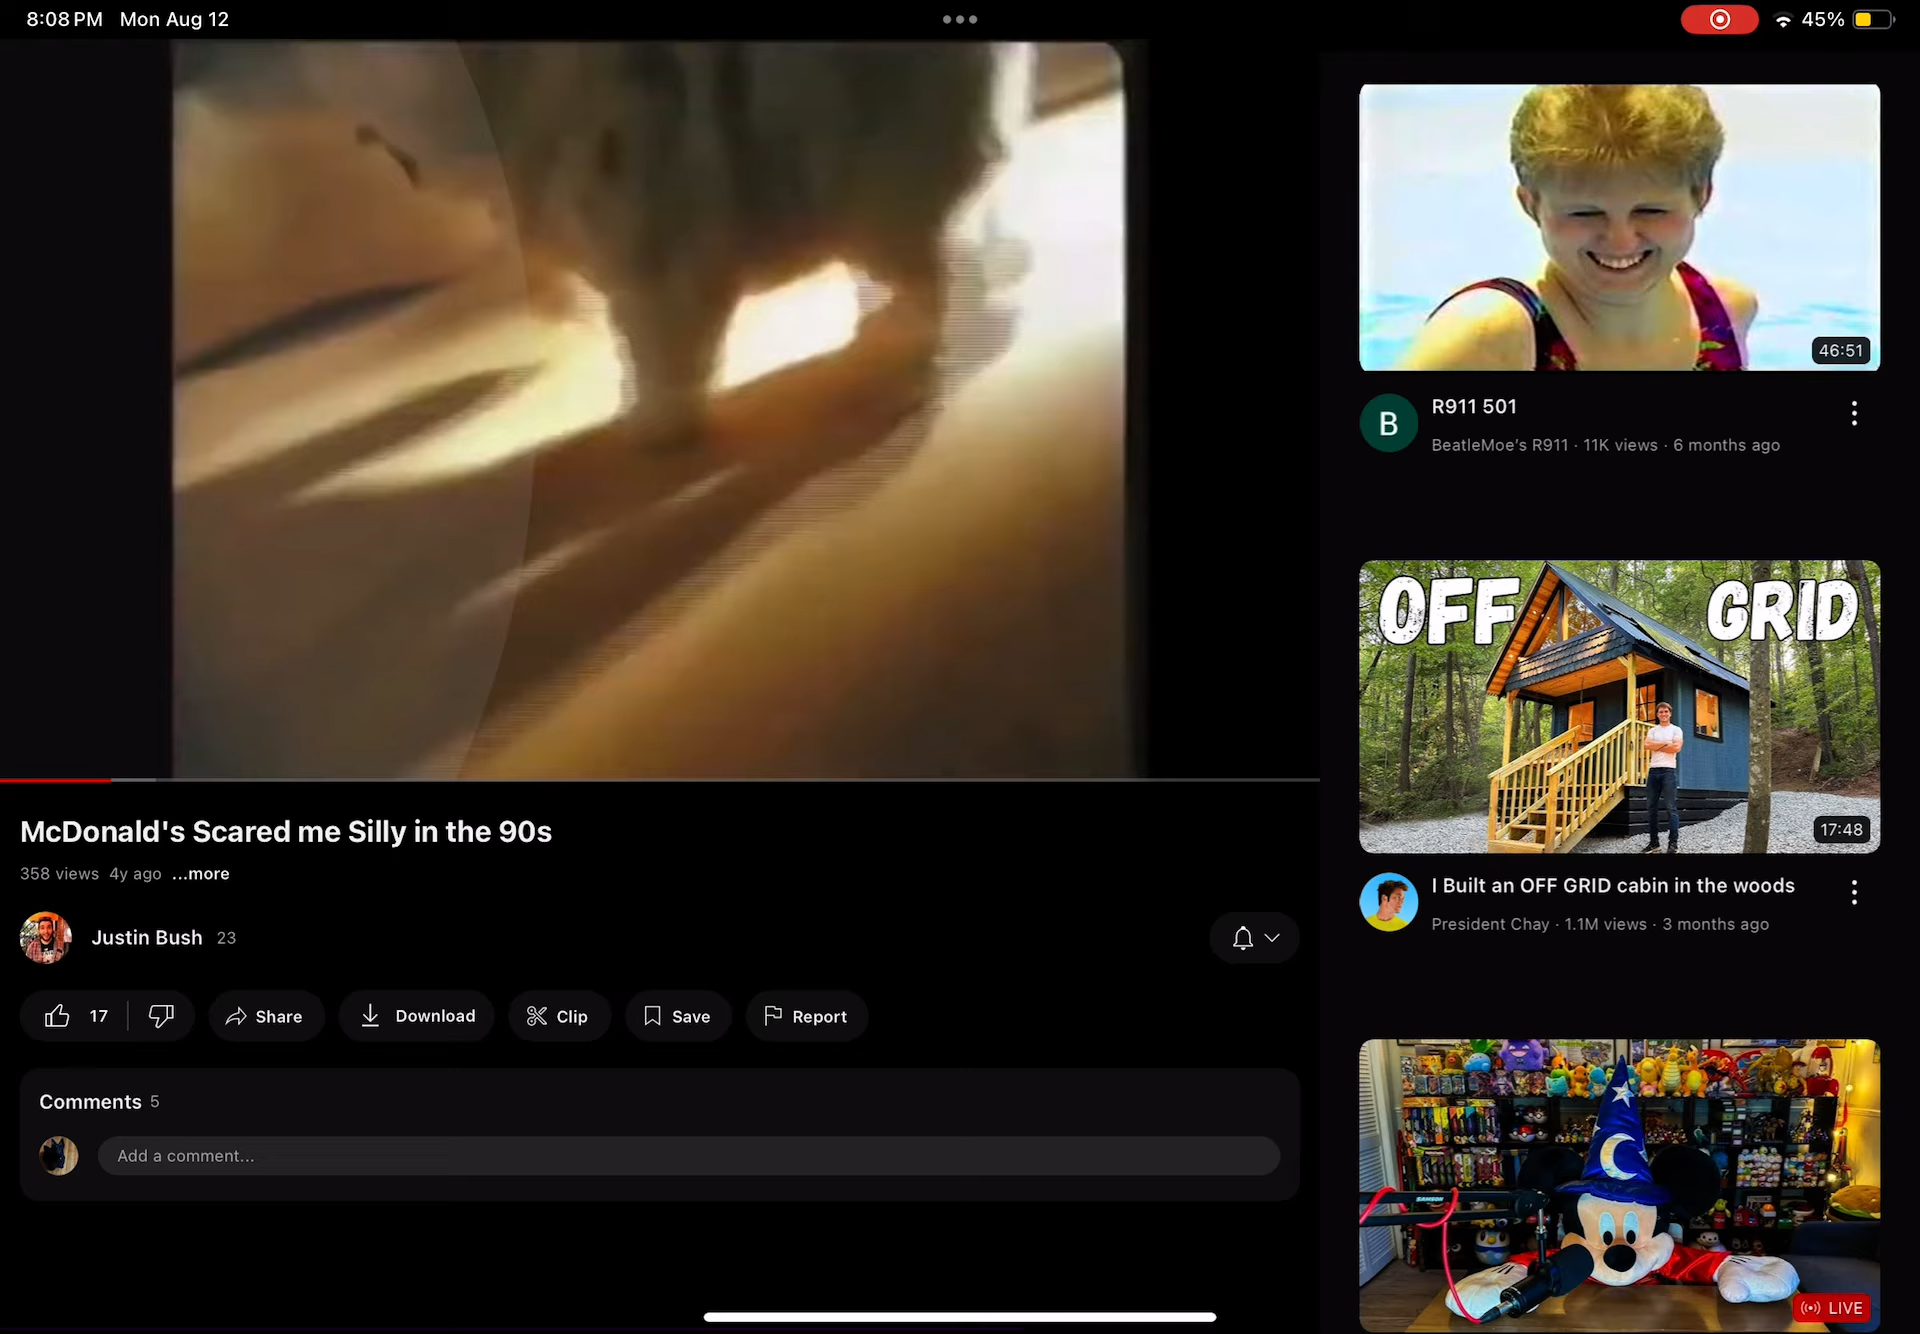 8:08 PM Mon Aug 12
45%
46:51
B
R911 501
BeatleMoe's R911 · 11K views · 6 months ago
OFF GRID
17:48
I Built an OFF GRID cabin in the woods
President Chay · 1.1M views · 3 months ago
SAMSON
LIVE
McDonald's Scared me Silly in the 90s
358 views 4y ago ...more
Justin Bush 23
17
Share
Download
Clip
Save
Report
Comments 5
Add a comment...